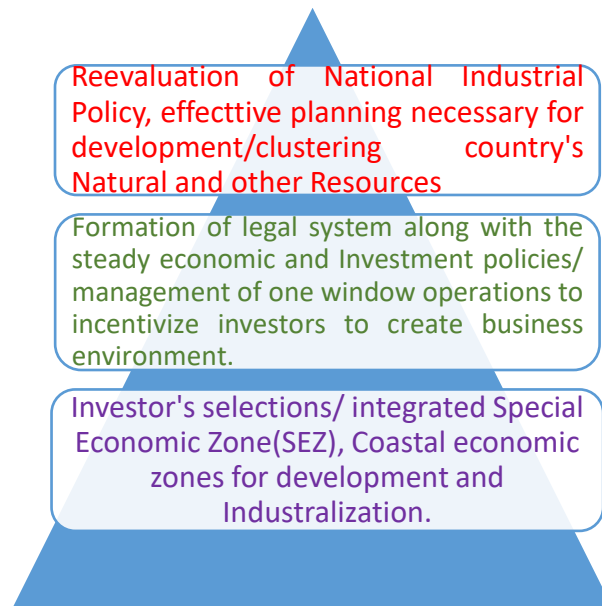 Reevaluation of National Industrial
Policy, effecttive planning necessary for
development/clustering country's
Natural and other Resources
Formation of legal system along with the
steady economic and Investment policies/
management of one window operations to
incentivize investors to create business
environment.
Investor's selections/ integrated Special
Economic Zone(SEZ), Coastal economic
zones for development and
Industralization.